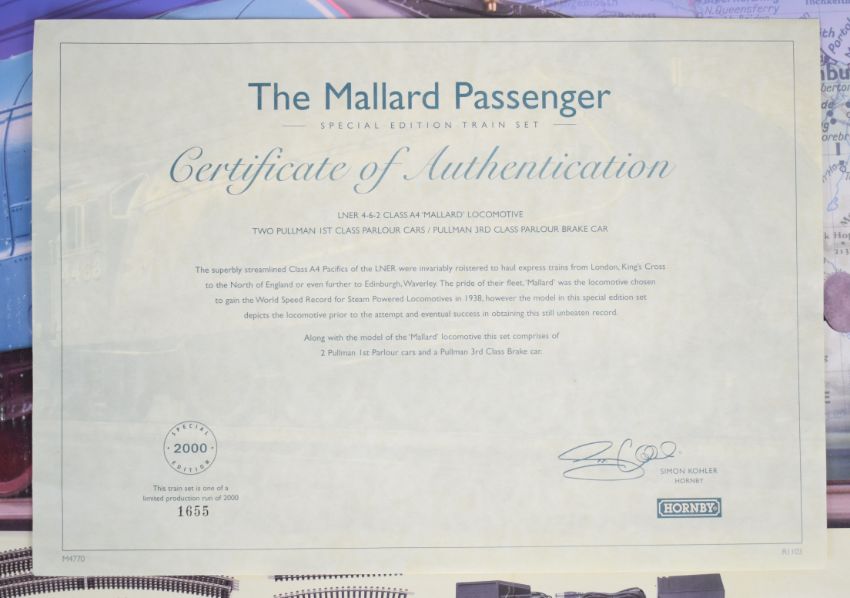 The Mallard Passenger
SPECIAL EDITION TRAIN SET
Certificate of Authentication
LNER 4-6-2 CLASS A4 'MALLARD' LOCOMOTIVE
TWO PULLMAN 1ST CLASS PARLOUR CARS / PULLMAN 3RD CLASS PARLOUR BRAKE CAR
The superbly streamlined Class A4 Pacifics of the LNER were invariably roistered to haul express trains from London, King's Cross
to the North of England or even further to Edinburgh, Waverley. The pride of their fleet, 'Mallard' was the locomotive chosen
to gain the World Speed Record for Steam Powered Locomotives in 1938, however the model in this special edition set
depicts the locomotive prior to the attempt and eventual success in obtaining this still unbeaten record.
Along with the model of the 'Mallard' locomotive this set comprises of
2 Pullman 1st Parlour cars and a Pullman 3rd Class Brake car.
SPECIAL
2000
EDITION
This train set is one of a
limited production run of 2000
1655
SIMON KOHLER
HORNBY
HORNBY
M4770
R1103
N.Queensferry